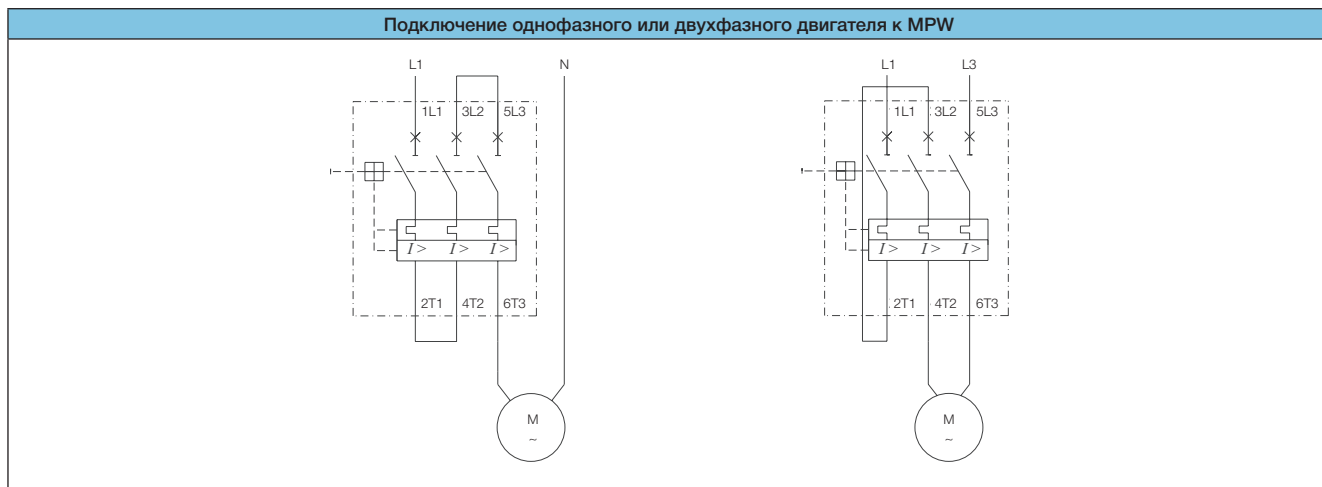 Подключение однофазного или двухфазного двигателя к MPW
L1 N
1L1 3L2 5L3
I> I> I>
2T1 4T2 6T3
M
~
L1 L3
1L1 3L2 5L3
I> I> I>
2T1 4T2 6T3
M
~